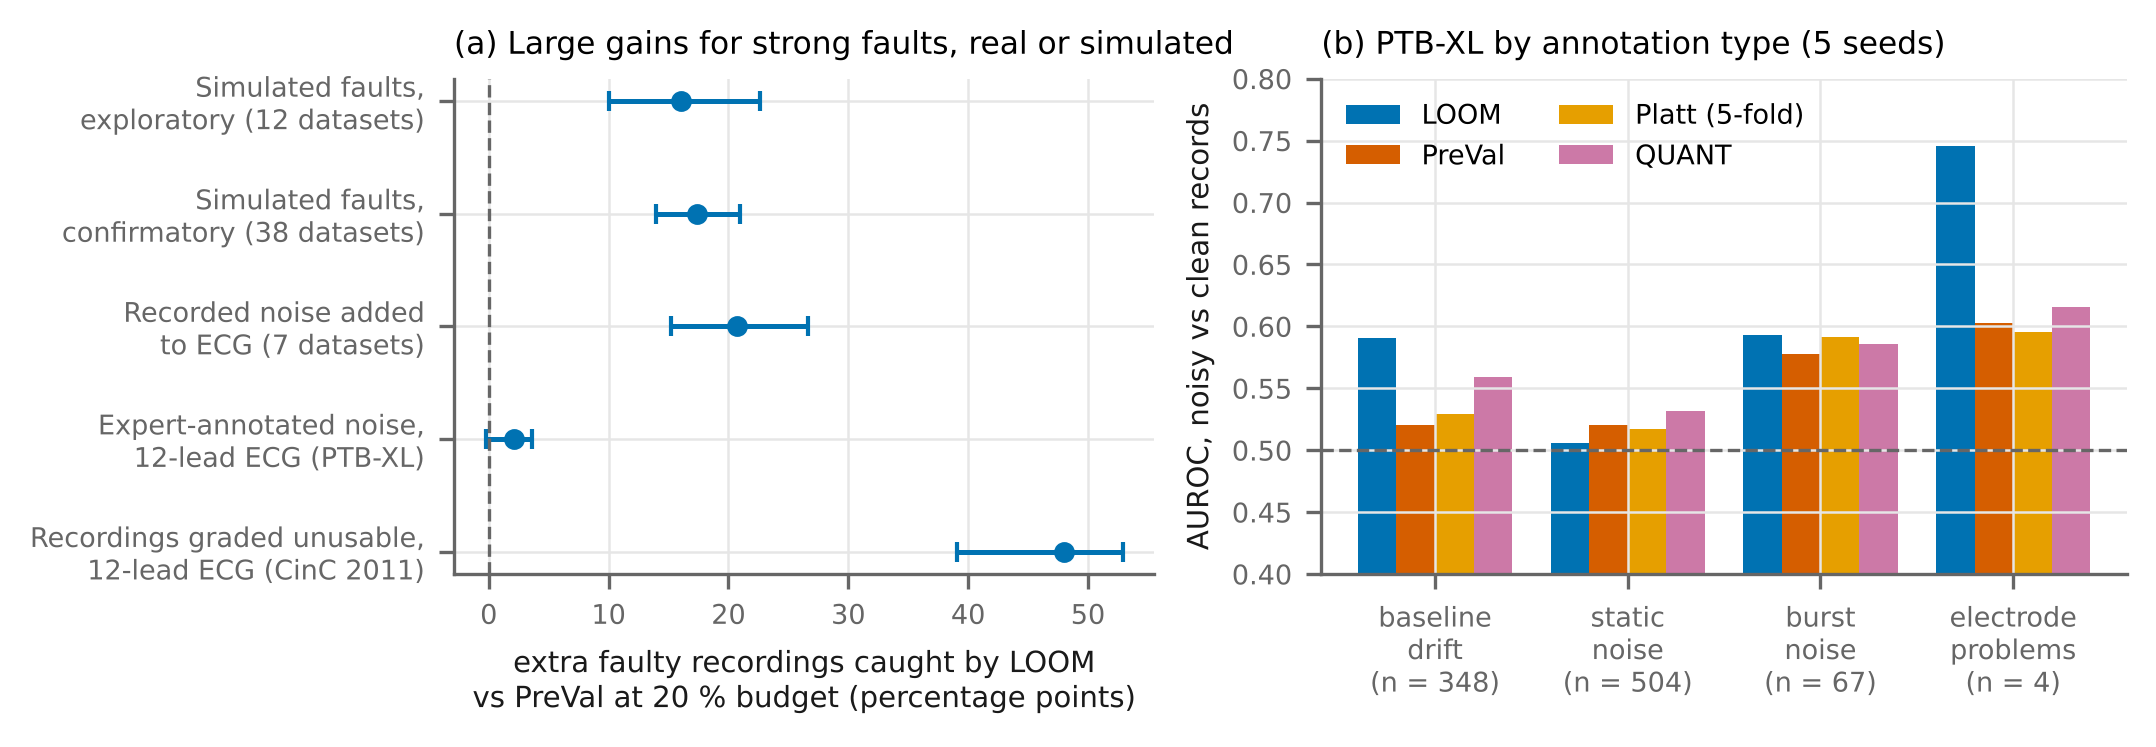 (a) Large gains for strong faults, real or simulated
Simulated faults,
exploratory (12 datasets)
Simulated faults,
confirmatory (38 datasets)
Recorded noise added
to ECG (7 datasets)
Expert-annotated noise,
12-lead ECG (PTB-XL)
Recordings graded unusable,
12-lead ECG (CinC 2011)
0 10 20 30 40 50
extra faulty recordings caught by LOOM
vs PreVal at 20 % budget (percentage points)
(b) PTB-XL by annotation type (5 seeds)
AUROC, noisy vs clean records
0.80
0.75
0.70
0.65
0.60
0.55
0.50
0.45
0.40
LOOM
PreVal
Platt (5-fold)
QUANT
baseline
drift
(n = 348)
static
noise
(n = 504)
burst
noise
(n = 67)
electrode
problems
(n = 4)